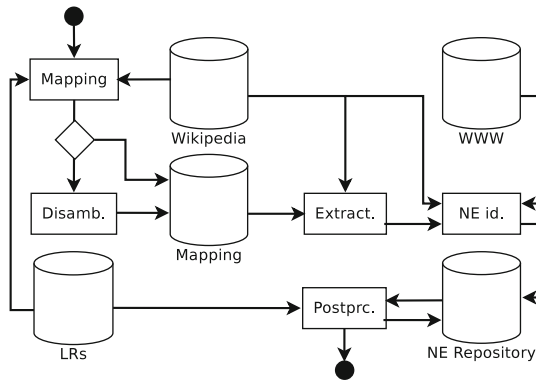 Mapping
Wikipedia
WWW
Disamb.
Mapping
Extract.
NE id.
LRs
Postprc.
NE Repository